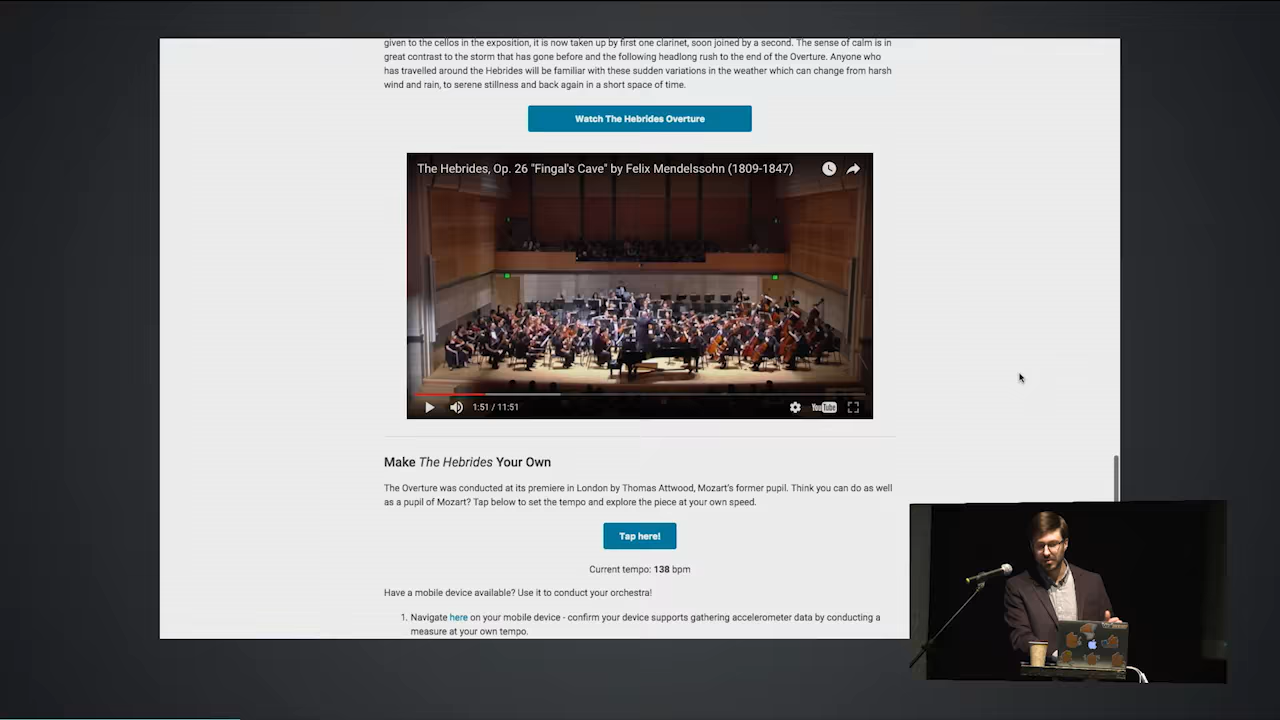 given to the cellos in the exposition, it is now taken up by first one clarinet, soon joined by a second. The sense of calm is in
great contrast to the storm that has gone before and the following headlong rush to the end of the Overture. Anyone who
has travelled around the Hebrides will be familiar with these sudden variations in the weather which can change from harsh
wind and rain, to serene stillness and back again in a short space of time.
Watch The Hebrides Overture
The Hebrides, Op. 26 "Fingal's Cave" by Felix Mendelssohn (1809-1847)
1:51 / 11:51
YouTube
Make The Hebrides Your Own
The Overture was conducted at its premiere in London by Thomas Attwood, Mozart's former pupil. Think you can do as well
as a pupil of Mozart? Tap below to set the tempo and explore the piece at your own speed.
Tap here!
Current tempo: 138 bpm
Have a mobile device available? Use it to conduct your orchestra!
1. Navigate here on your mobile device - confirm your device supports gathering accelerometer data by conducting a
measure at your own tempo.